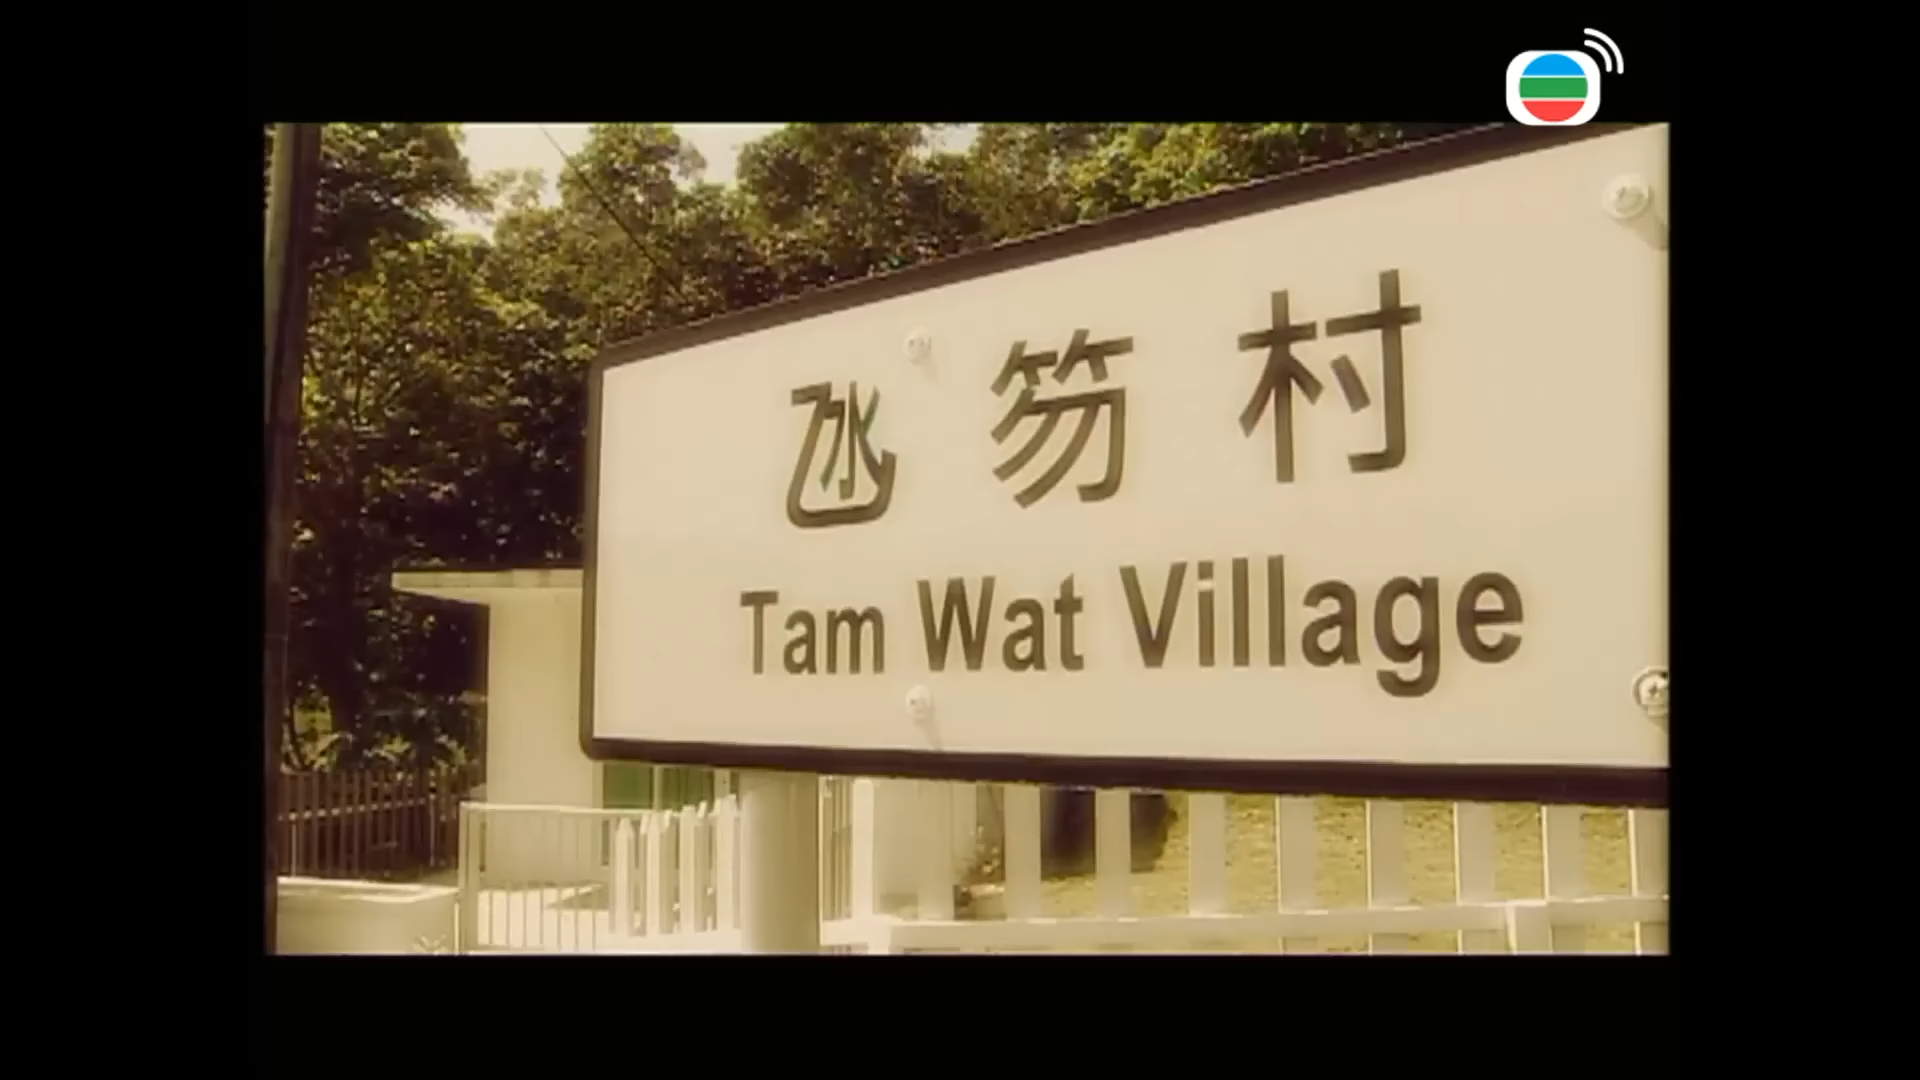 氹笏村
Tam Wat Village